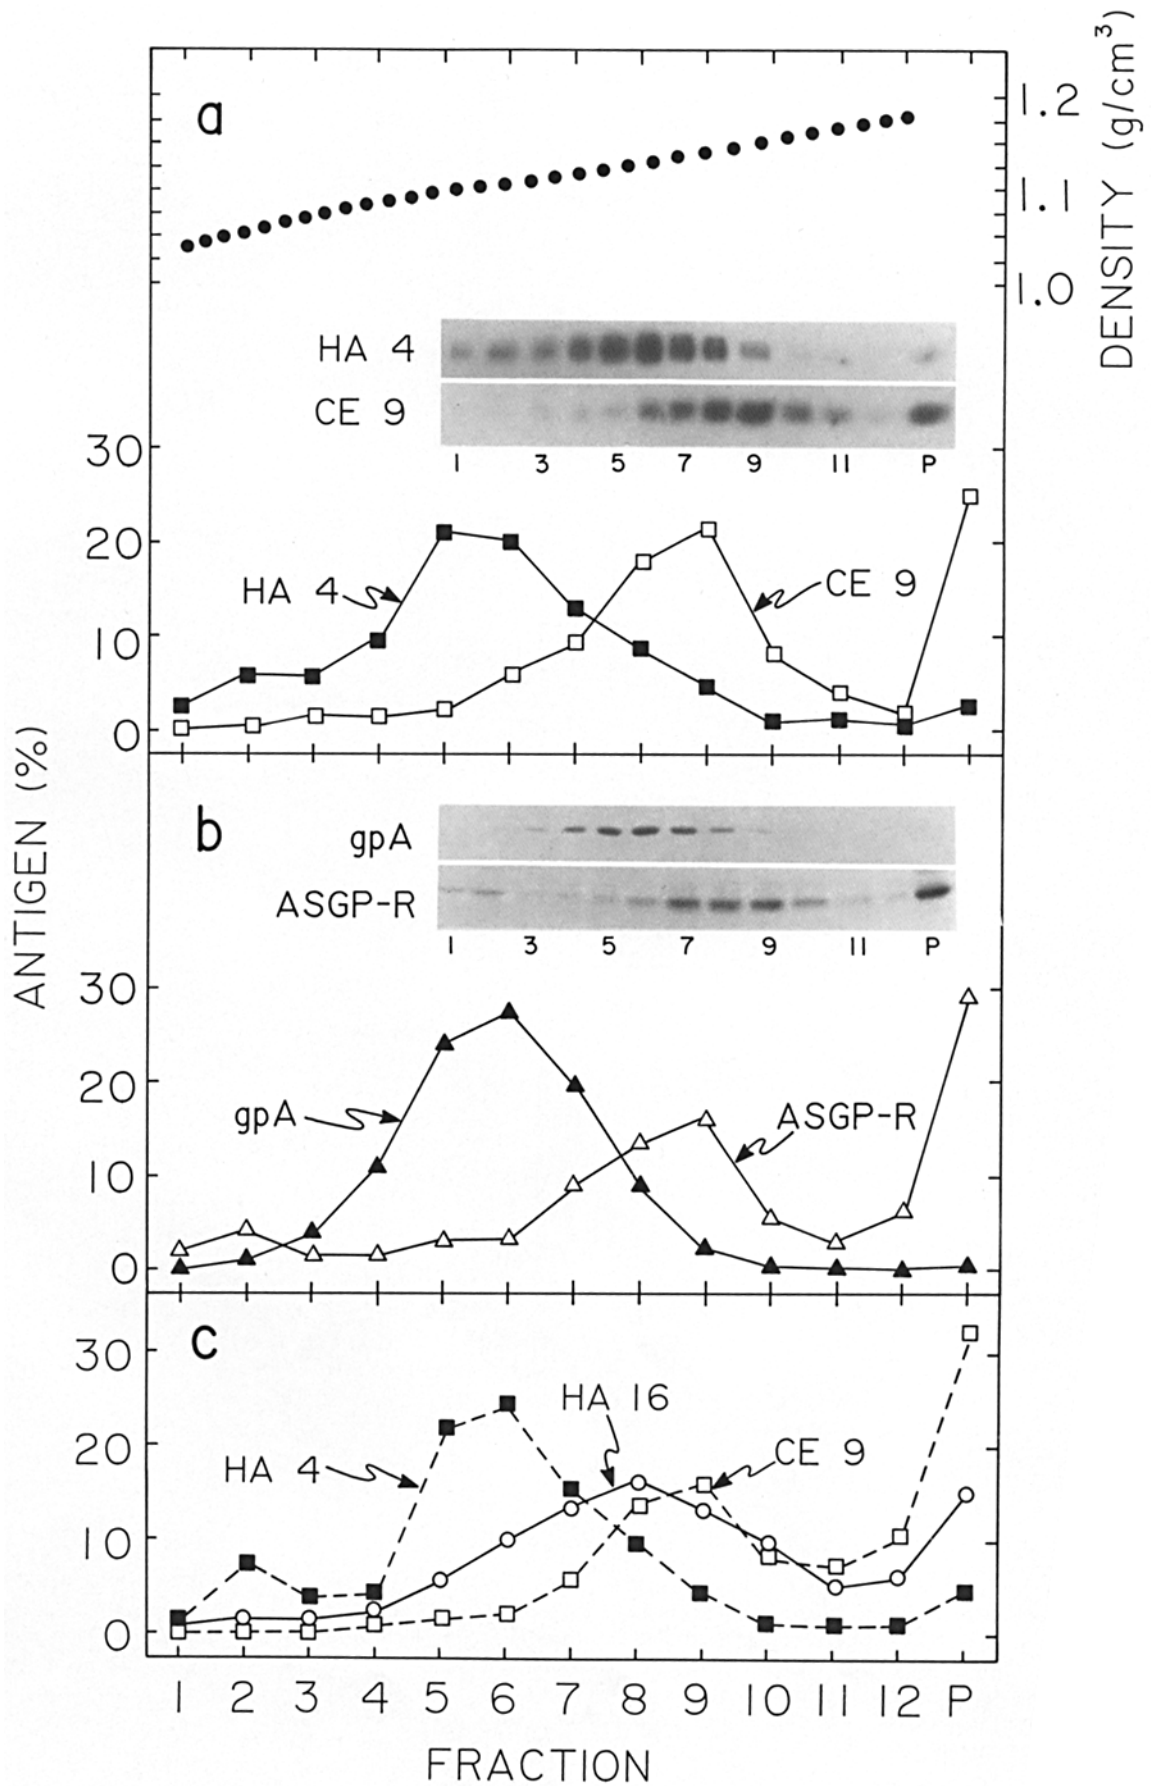 a
1.2
1.1
1.0
DENSITY (g/cm³)
HA 4
CE 9
1 3 5 7 9 11 P
30
20
10
0
HA 4
CE 9
ANTIGEN (%)
b
gpA
ASGP-R
1 3 5 7 9 11 P
30
20
10
0
gpA
ASGP-R
c
30
20
10
0
HA 4
HA 16
CE 9
1 2 3 4 5 6 7 8 9 10 11 12 P
FRACTION